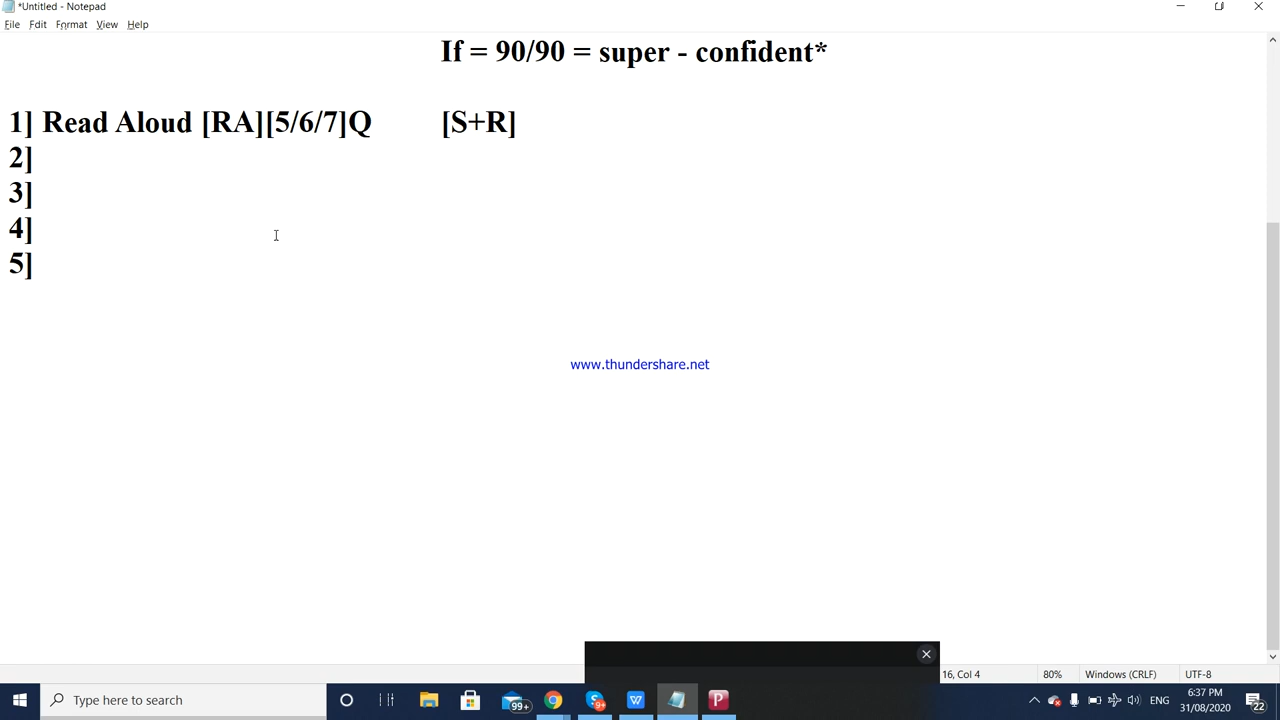 *Untitled - Notepad
File Edit Format View Help
If = 90/90 = super - confident*
1] Read Aloud [RA][5/6/7]Q [S+R]
2]
3]
4]
5]
www.thundershare.net
16, Col 4 80% Windows (CRLF) UTF-8
Type here to search 99+ 9+ W P ENG 6:37 PM 31/08/2020 22